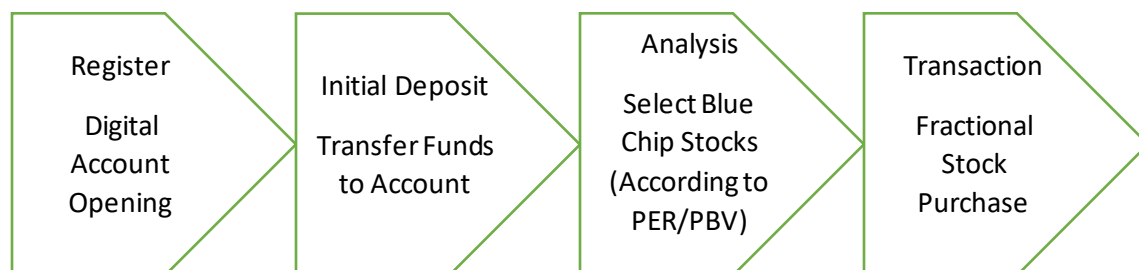 Register
Digital
Account
Opening
Initial Deposit
Transfer Funds
to Account
Analysis
Select Blue
Chip Stocks
(According to
PER/PBV)
Transaction
Fractional
Stock
Purchase